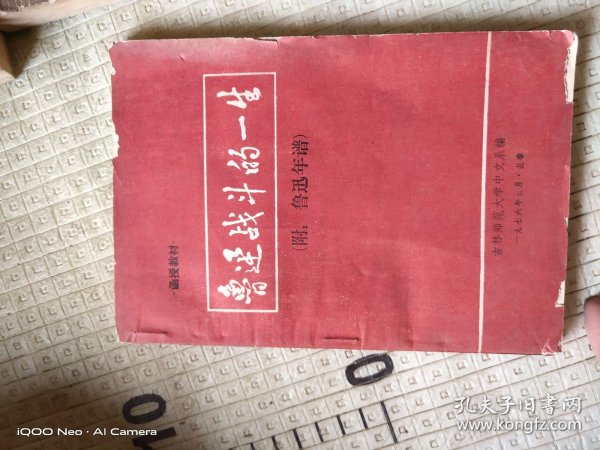 ·函授教材·
鲁迅战斗的一生
(附：鲁迅年谱)
吉林师范大学中文系编
一九七六年七月·长春
10
0
iQOO Neo · AI Camera
孔夫子旧书网
kongfz.com